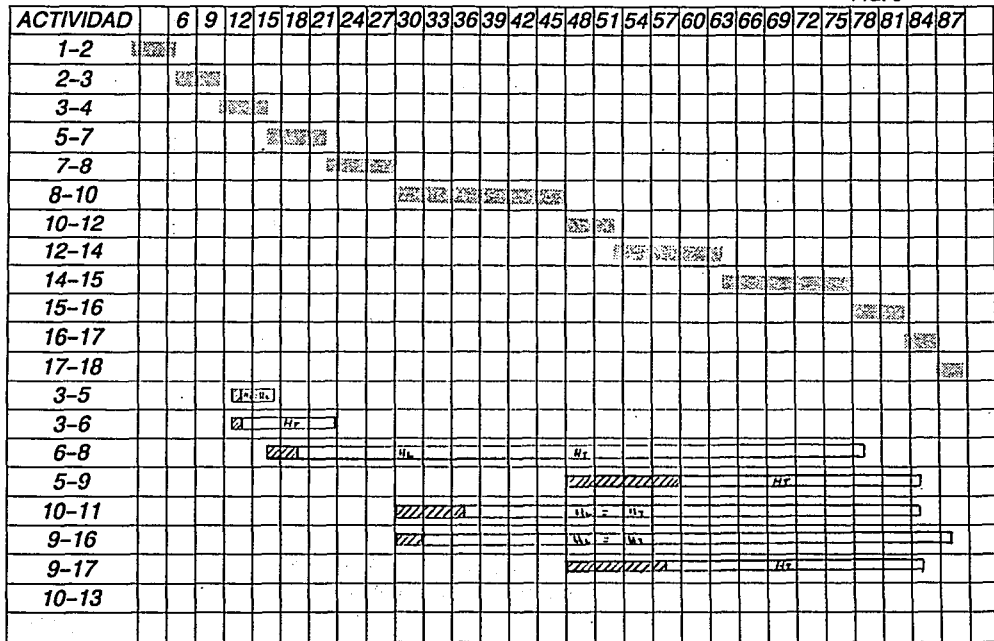 ACTIVIDAD 6 9 12 15 18 21 24 27 30 33 36 39 42 45 48 51 54 57 60 63 66 69 72 75 78 81 84 87
1-2
2-3
3-4
5-7
7-8
8-10
10-12
12-14
14-15
15-16
16-17
17-18
3-5
3-6 HT
6-8 HL HT
5-9 HT
10-11 HL = HT
9-16 HL = HT
9-17 HT
10-13